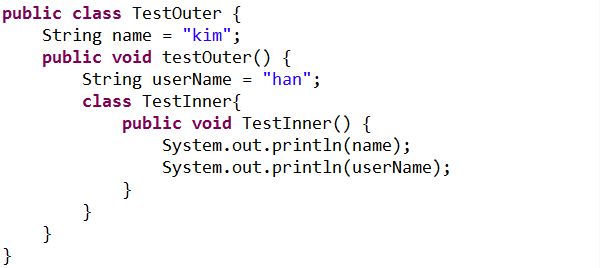 public class TestOuter {
    String name = "kim";
    public void testOuter() {
        String userName = "han";
        class TestInner{
            public void TestInner() {
                System.out.println(name);
                System.out.println(userName);
            }
        }
    }
}